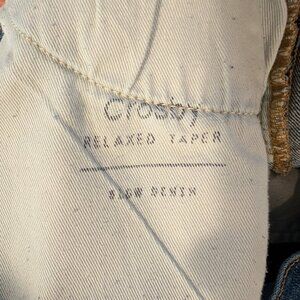 Crosby
RELAXED TAPER
SLOW DENIM